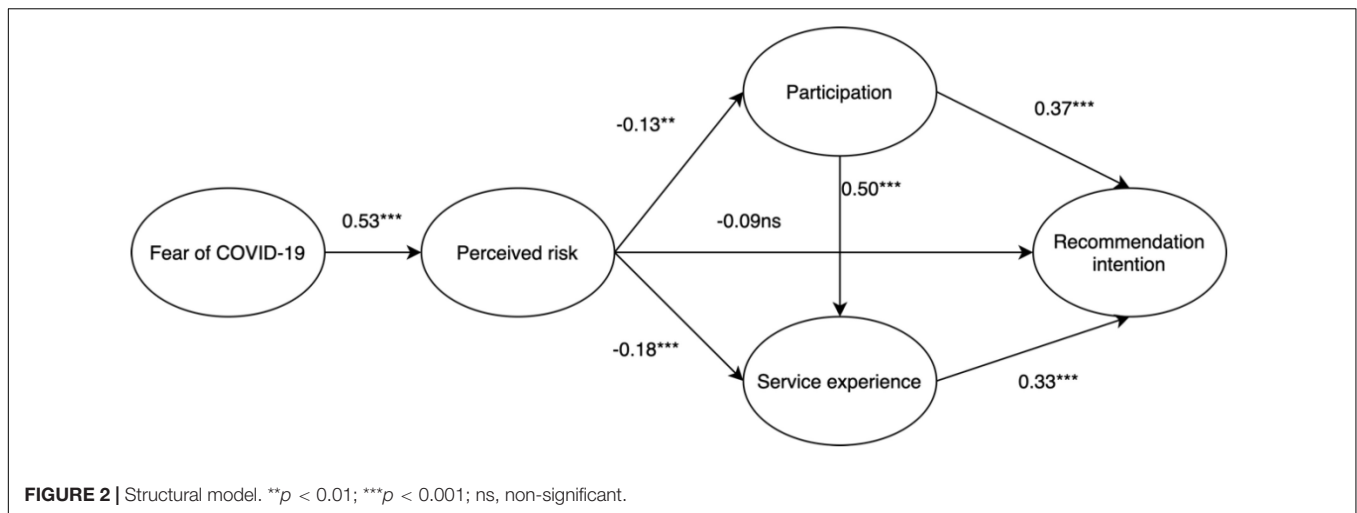 Participation
0.37***
-0.13**
0.50***
0.53***
-0.09ns
Fear of COVID-19
Perceived risk
Recommendation
intention
-0.18***
Service experience
0.33***
FIGURE 2 | Structural model. **p < 0.01; ***p < 0.001; ns, non-significant.